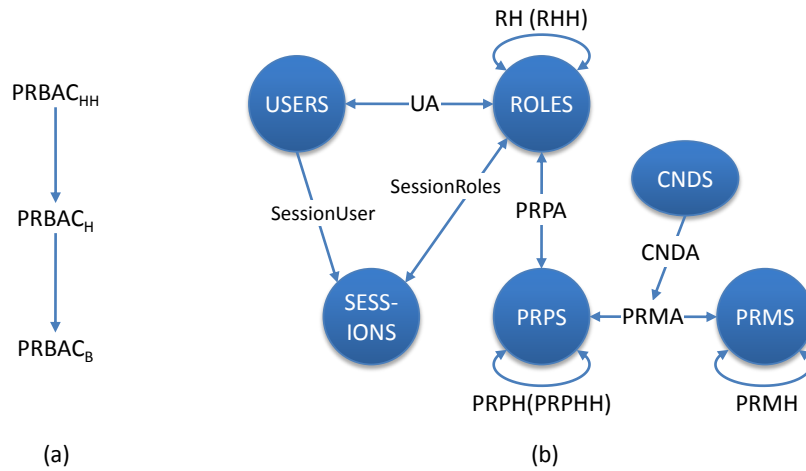 RH (RHH)
PRBAC_HH
USERS
UA
ROLES
SessionRoles
CNDS
SessionUser
PRPA
PRBAC_H
CNDA
SESS-
IONS
PRPS
PRMA
PRMS
PRBAC_B
PRPH(PRPHH)
PRMH
(a)
(b)